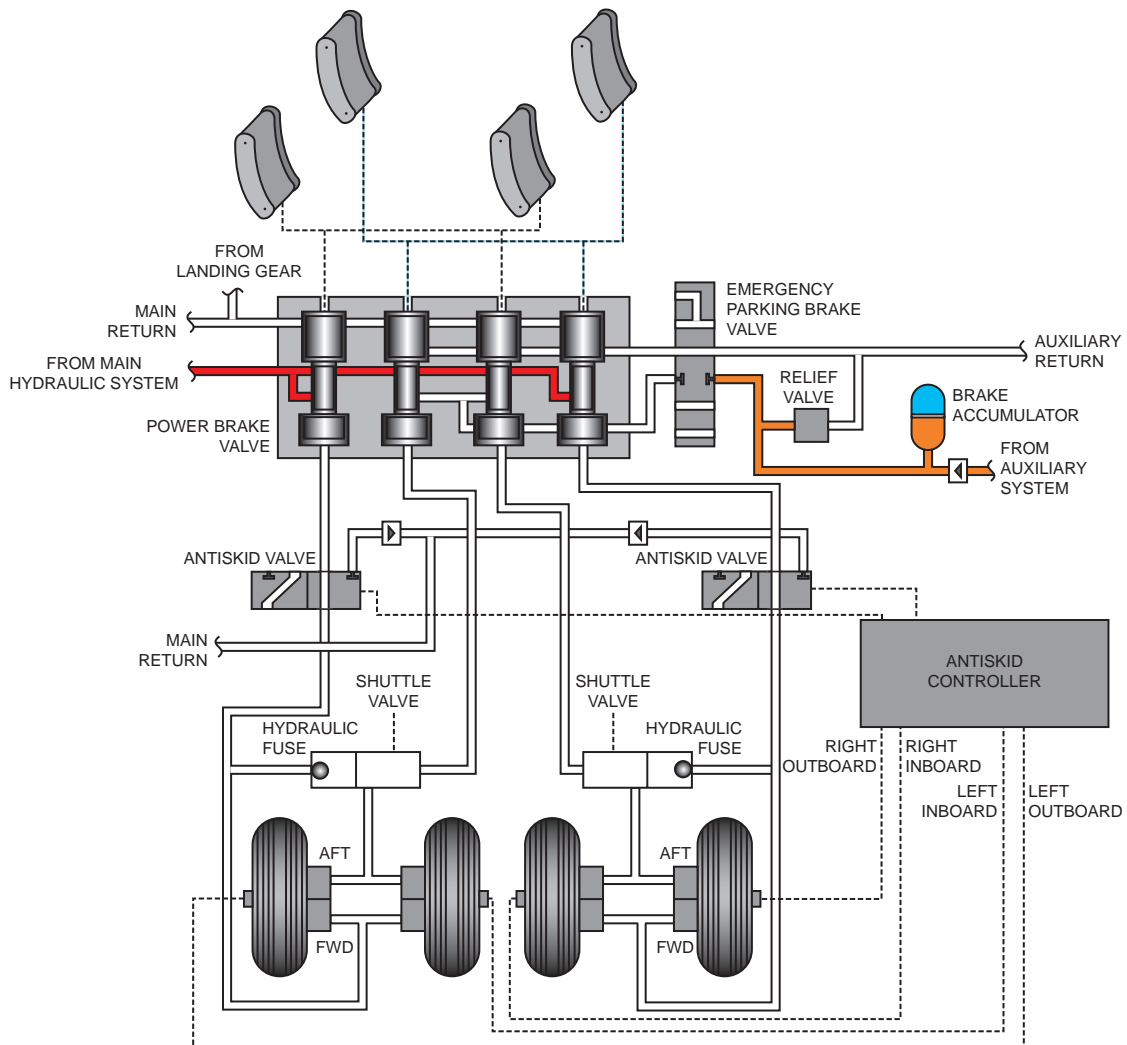 FROM
LANDING GEAR
MAIN
RETURN
FROM MAIN
HYDRAULIC SYSTEM
POWER BRAKE
VALVE
EMERGENCY
PARKING BRAKE
VALVE
AUXILIARY
RETURN
RELIEF
VALVE
BRAKE
ACCUMULATOR
FROM
AUXILIARY
SYSTEM
ANTISKID VALVE
ANTISKID VALVE
MAIN
RETURN
ANTISKID
CONTROLLER
SHUTTLE
VALVE
SHUTTLE
VALVE
HYDRAULIC
FUSE
HYDRAULIC
FUSE
RIGHT
OUTBOARD
RIGHT
INBOARD
LEFT
INBOARD
LEFT
OUTBOARD
AFT
AFT
FWD
FWD